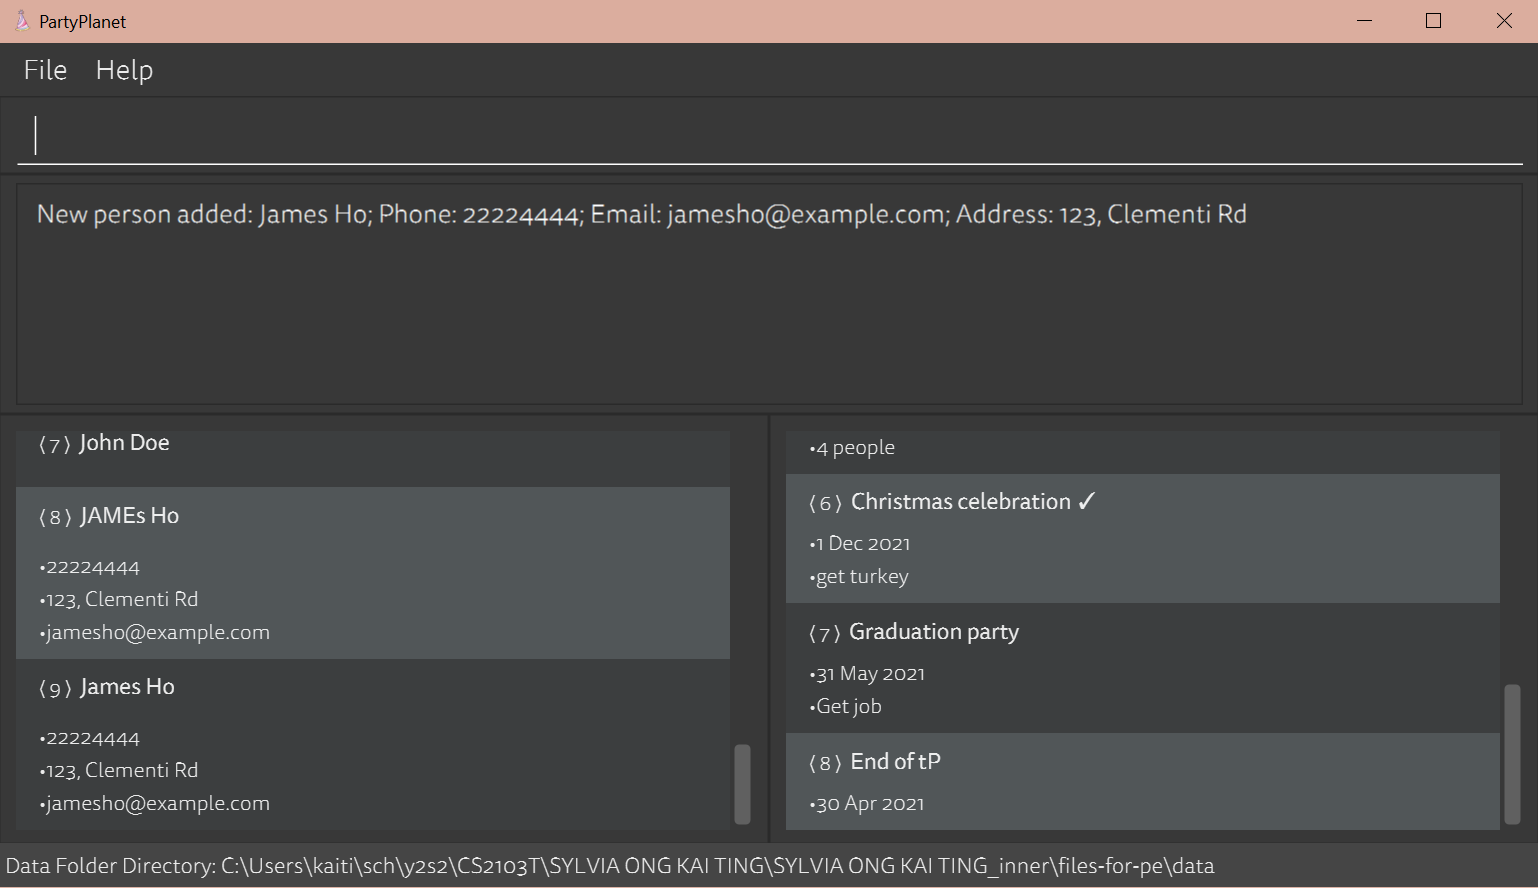 PartyPlanet
File Help
New person added: James Ho; Phone: 22224444; Email: jamesho@example.com; Address: 123, Clementi Rd
⟨ 7 ⟩ John Doe
⟨ 8 ⟩ JAMEs Ho
•22224444
•123, Clementi Rd
•jamesho@example.com
⟨ 9 ⟩ James Ho
•22224444
•123, Clementi Rd
•jamesho@example.com
•4 people
⟨ 6 ⟩ Christmas celebration ✓
•1 Dec 2021
•get turkey
⟨ 7 ⟩ Graduation party
•31 May 2021
•Get job
⟨ 8 ⟩ End of tP
•30 Apr 2021
Data Folder Directory: C:\Users\kaiti\sch\y2s2\CS2103T\SYLVIA ONG KAI TING\SYLVIA ONG KAI TING_inner\files-for-pe\data